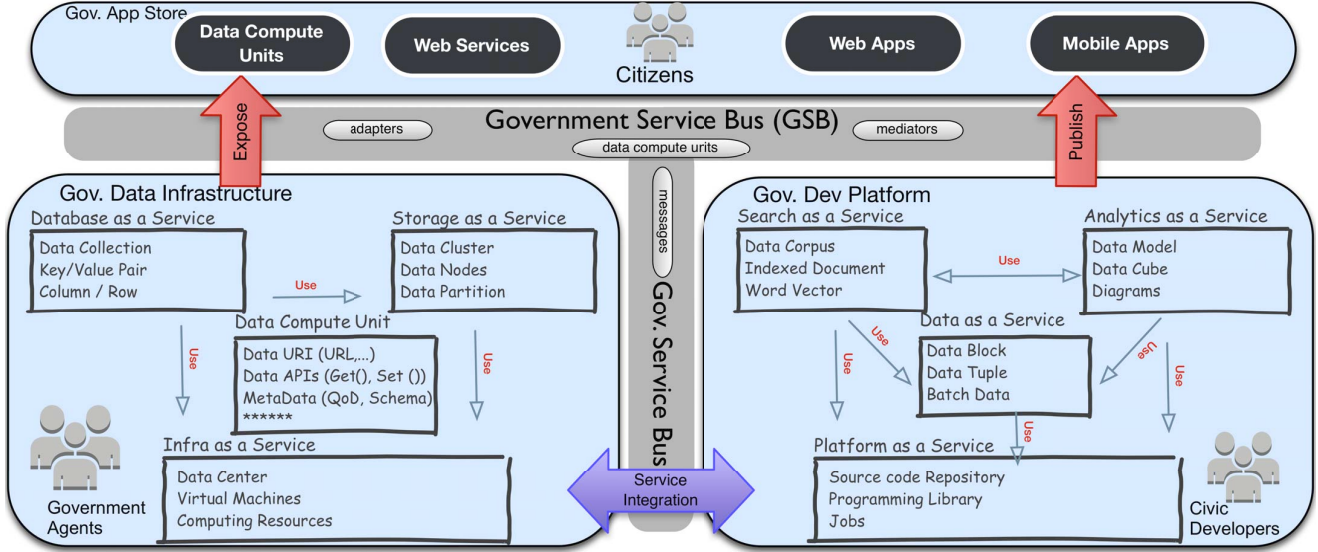 Gov. App Store
Data Compute
Units
Web Services
Citizens
Web Apps
Mobile Apps
Expose
Publish
Government Service Bus (GSB)
adapters
mediators
data compute urits
messages
Gov. Service Bus
Service
Integration
Gov. Data Infrastructure
Database as a Service
Data Collection
Key/Value Pair
Column / Row
Use
Storage as a Service
Data Cluster
Data Nodes
Data Partition
Use
Use
Data Compute Unit
Data URI (URL,...)
Data APIs (Get(), Set ())
MetaData (QoD, Schema)
******
Infra as a Service
Data Center
Virtual Machines
Computing Resources
Government
Agents
Gov. Dev Platform
Search as a Service
Data Corpus
Indexed Document
Word Vector
Use
Analytics as a Service
Data Model
Data Cube
Diagrams
Use
Use
Use
Use
Data as a Service
Data Block
Data Tuple
Batch Data
Use
Platform as a Service
Source code Repository
Programming Library
Jobs
Civic
Developers